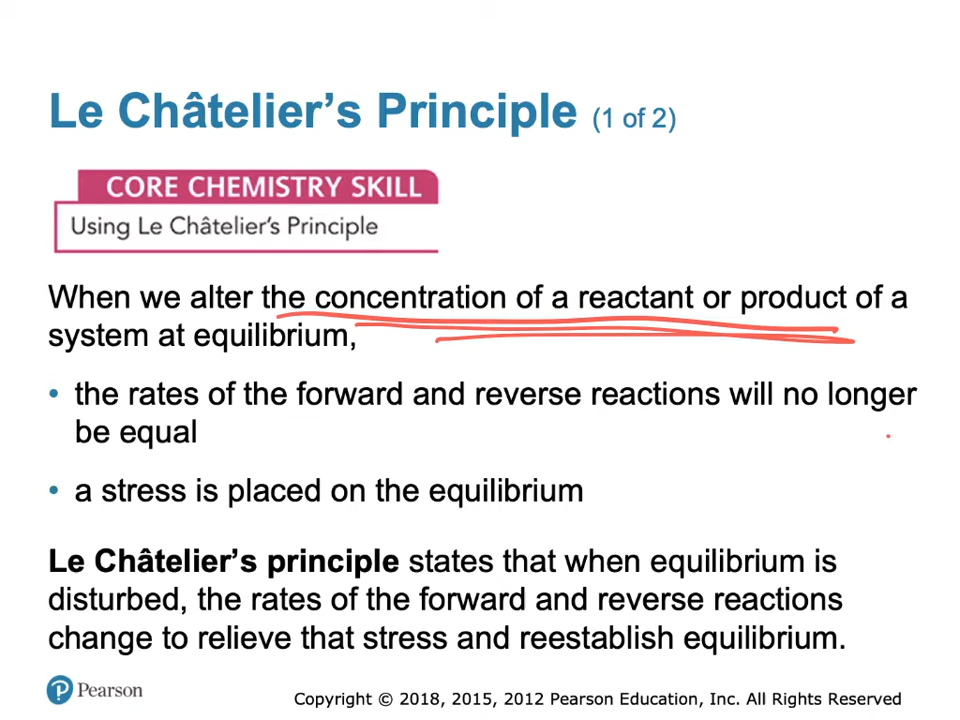 Le Châtelier’s Principle (1 of 2)
CORE CHEMISTRY SKILL
Using Le Châtelier’s Principle
When we alter the concentration of a reactant or product of a
system at equilibrium,
• the rates of the forward and reverse reactions will no longer
be equal
• a stress is placed on the equilibrium
Le Châtelier’s principle states that when equilibrium is
disturbed, the rates of the forward and reverse reactions
change to relieve that stress and reestablish equilibrium.
P Pearson
Copyright © 2018, 2015, 2012 Pearson Education, Inc. All Rights Reserved